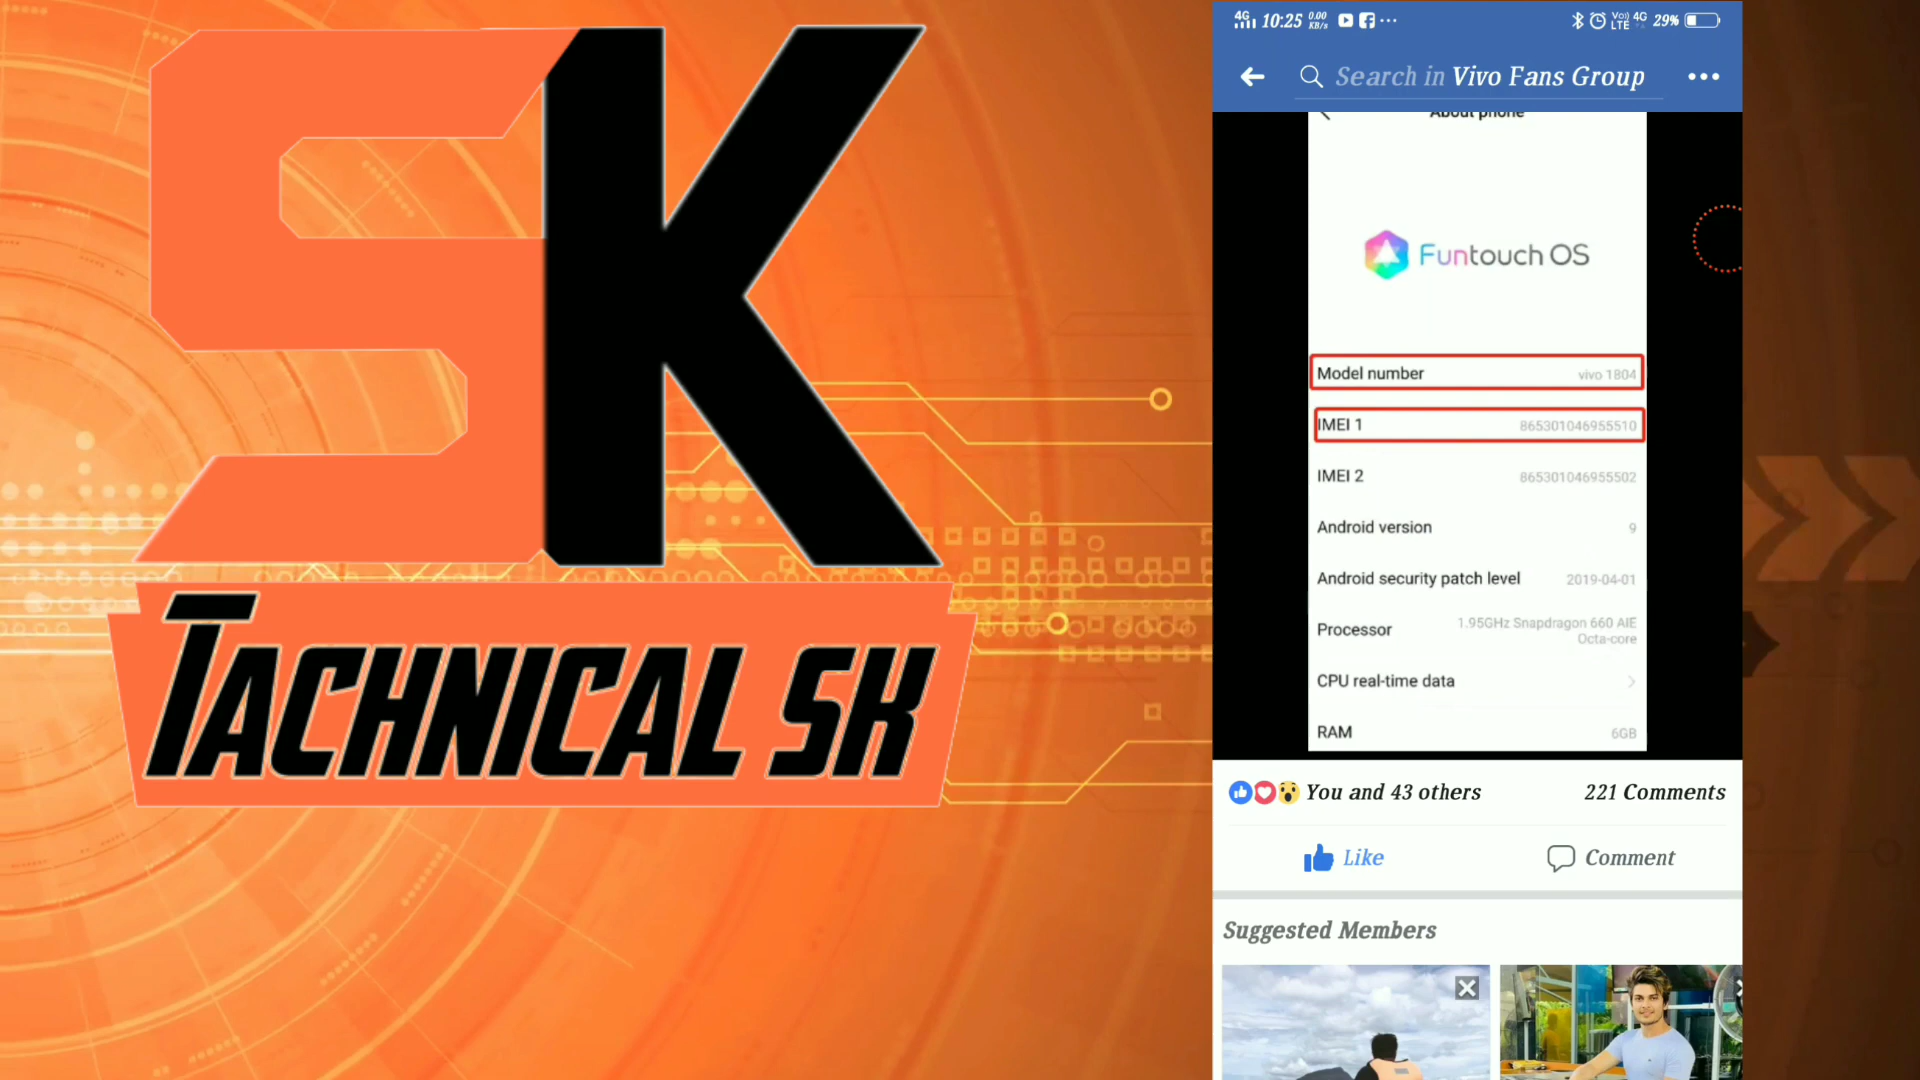 SK
TACHNICAL SK
4G 10:25 0.00 KB/s ... Vo) LTE 4G 29%
Search in Vivo Fans Group
About phone
Funtouch OS
Model number vivo 1804
IMEI 1 865301046955510
IMEI 2 865301046955502
Android version 9
Android security patch level 2019-04-01
Processor 1.95GHz Snapdragon 660 AIE
Octa-core
CPU real-time data
RAM 6GB
You and 43 others 221 Comments
Like Comment
Suggested Members